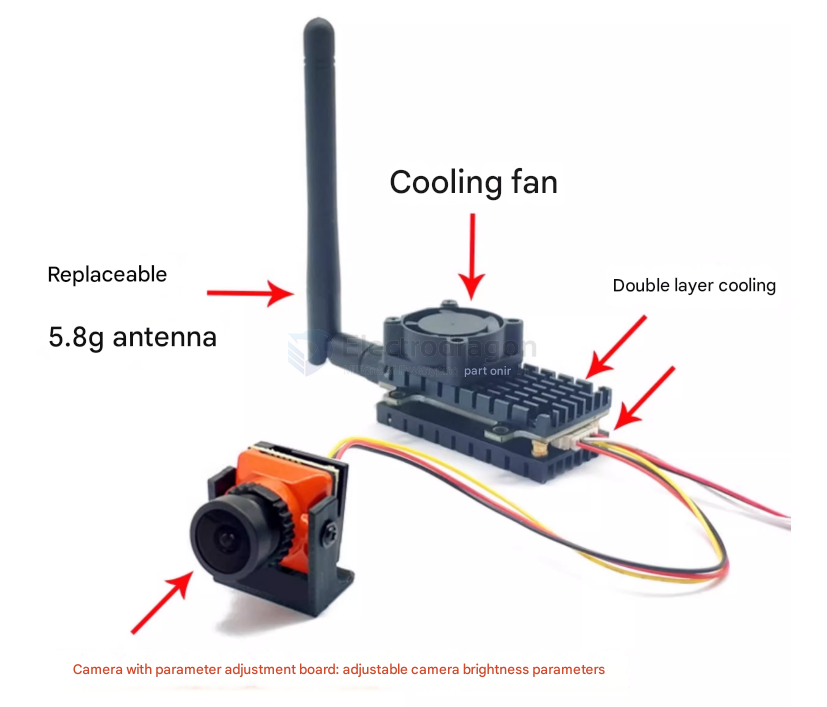 Cooling fan
Replaceable
Double layer cooling
5.8g antenna
Electrodragon
part onir
Camera with parameter adjustment board: adjustable camera brightness parameters